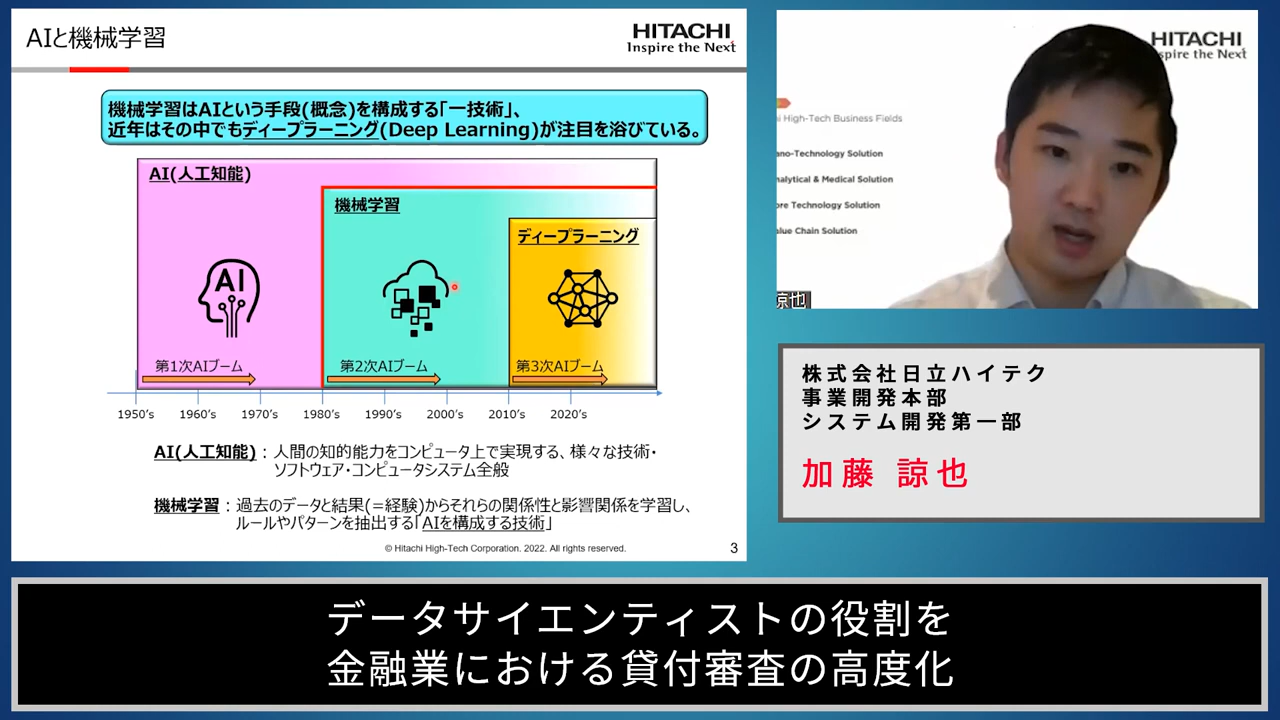 AIと機械学習
HITACHI
Inspire the Next
機械学習はAIという手段(概念)を構成する「一技術」、
近年はその中でもディープラーニング(Deep Learning)が注目を浴びている。
AI(人工知能)
機械学習
ディープラーニング
AI
第1次AIブーム
第2次AIブーム
第3次AIブーム
1950's 1960's 1970's 1980's 1990's 2000's 2010's 2020's
AI(人工知能)：人間の知的能力をコンピュータ上で実現する、様々な技術・
ソフトウェア・コンピュータシステム全般
機械学習：過去のデータと結果(=経験)からそれらの関係性と影響関係を学習し、
ルールやパターンを抽出する「AIを構成する技術」
© Hitachi High-Tech Corporation. 2022. All rights reserved.
3
HITACHI
spire the Next
hi High-Tech Business Fields
ano-Technology Solution
nalytical & Medical Solution
ore Technology Solution
alue Chain Solution
諒也
株式会社日立ハイテク
事業開発本部
システム開発第一部
加藤 諒也
データサイエンティストの役割を
金融業における貸付審査の高度化